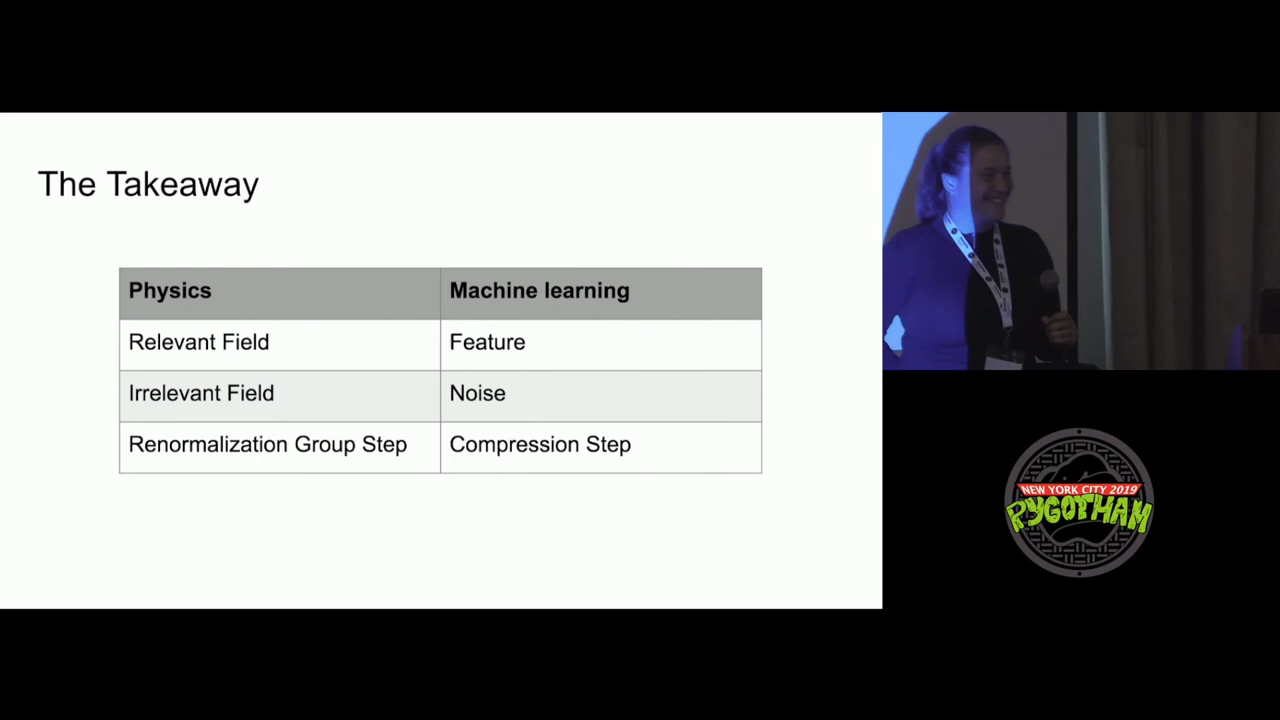 The Takeaway
Physics Machine learning
Relevant Field Feature
Irrelevant Field Noise
Renormalization Group Step Compression Step
NEW YORK CITY 2019
PYGOTHAM